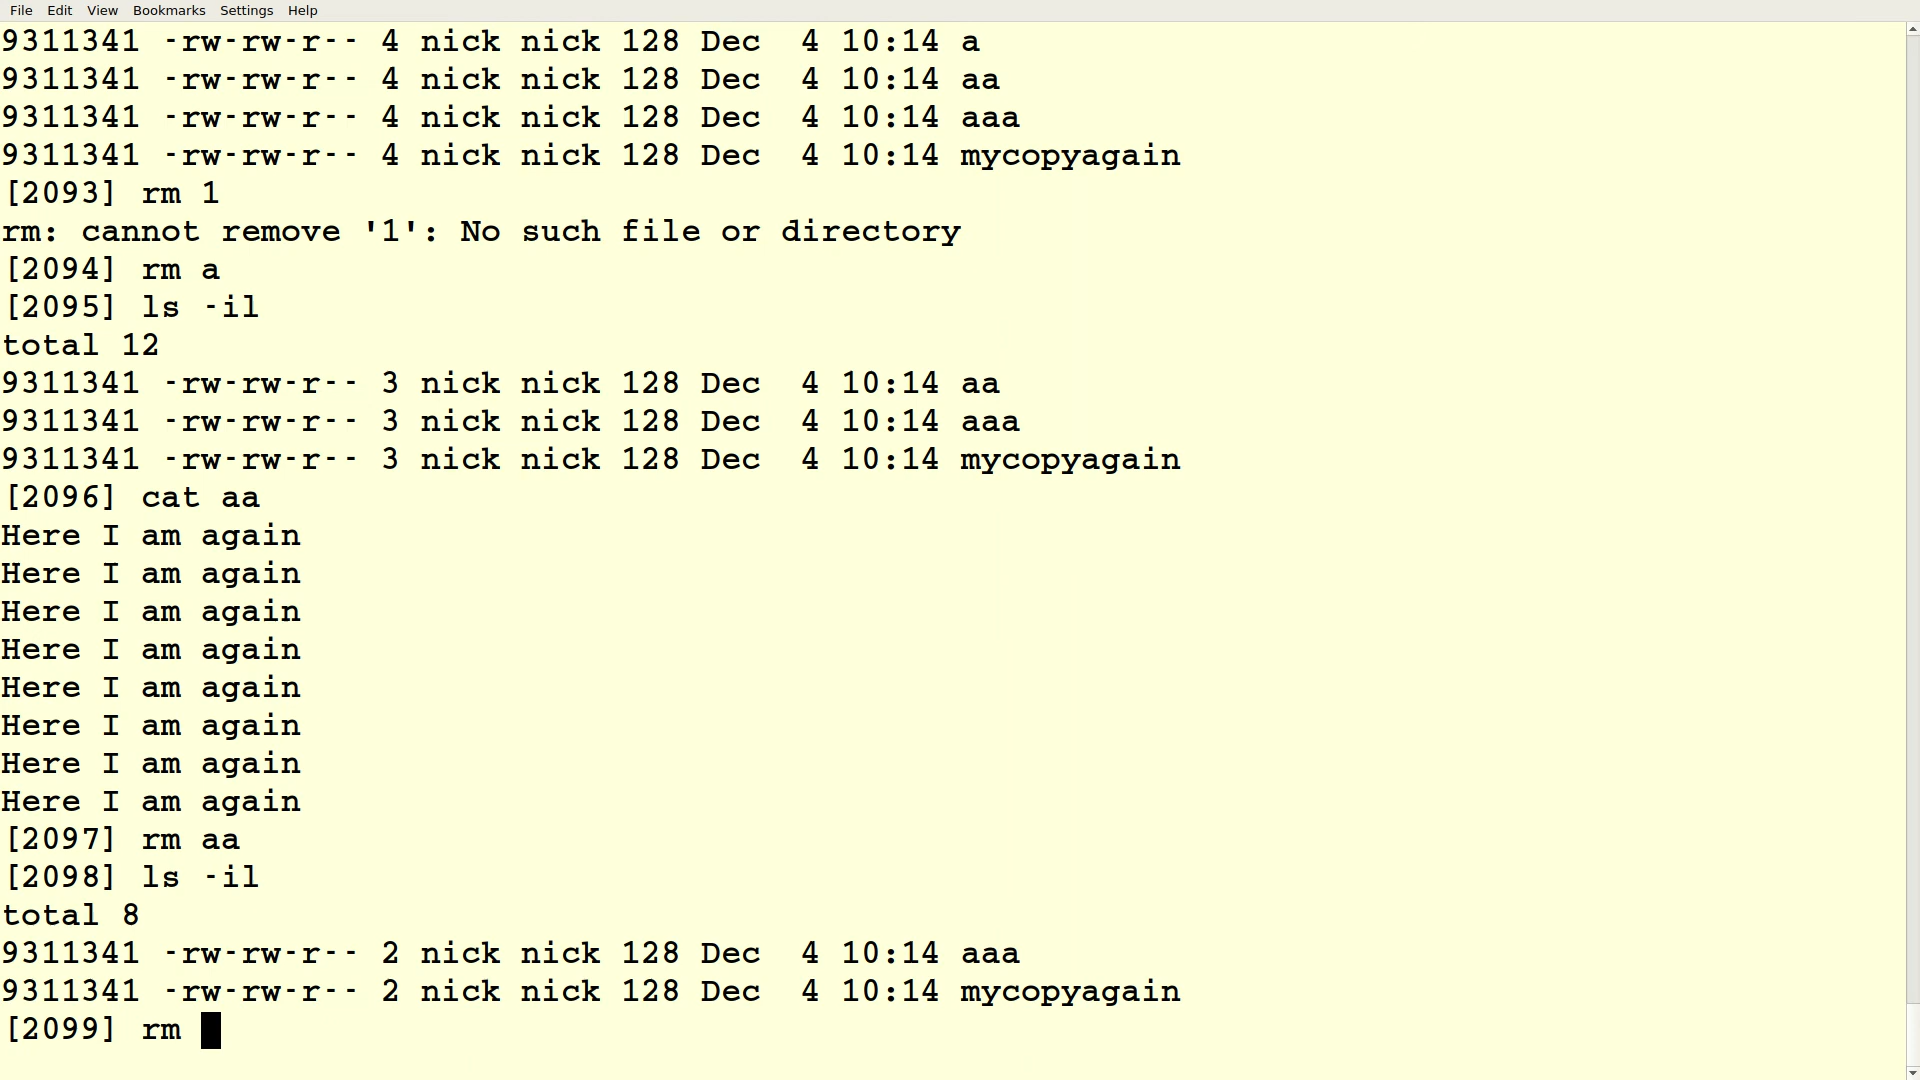 File Edit View Bookmarks Settings Help
9311341 -rw-rw-r-- 4 nick nick 128 Dec  4 10:14 a
9311341 -rw-rw-r-- 4 nick nick 128 Dec  4 10:14 aa
9311341 -rw-rw-r-- 4 nick nick 128 Dec  4 10:14 aaa
9311341 -rw-rw-r-- 4 nick nick 128 Dec  4 10:14 mycopyagain
[2093] rm 1
rm: cannot remove '1': No such file or directory
[2094] rm a
[2095] ls -il
total 12
9311341 -rw-rw-r-- 3 nick nick 128 Dec  4 10:14 aa
9311341 -rw-rw-r-- 3 nick nick 128 Dec  4 10:14 aaa
9311341 -rw-rw-r-- 3 nick nick 128 Dec  4 10:14 mycopyagain
[2096] cat aa
Here I am again
Here I am again
Here I am again
Here I am again
Here I am again
Here I am again
Here I am again
Here I am again
[2097] rm aa
[2098] ls -il
total 8
9311341 -rw-rw-r-- 2 nick nick 128 Dec  4 10:14 aaa
9311341 -rw-rw-r-- 2 nick nick 128 Dec  4 10:14 mycopyagain
[2099] rm